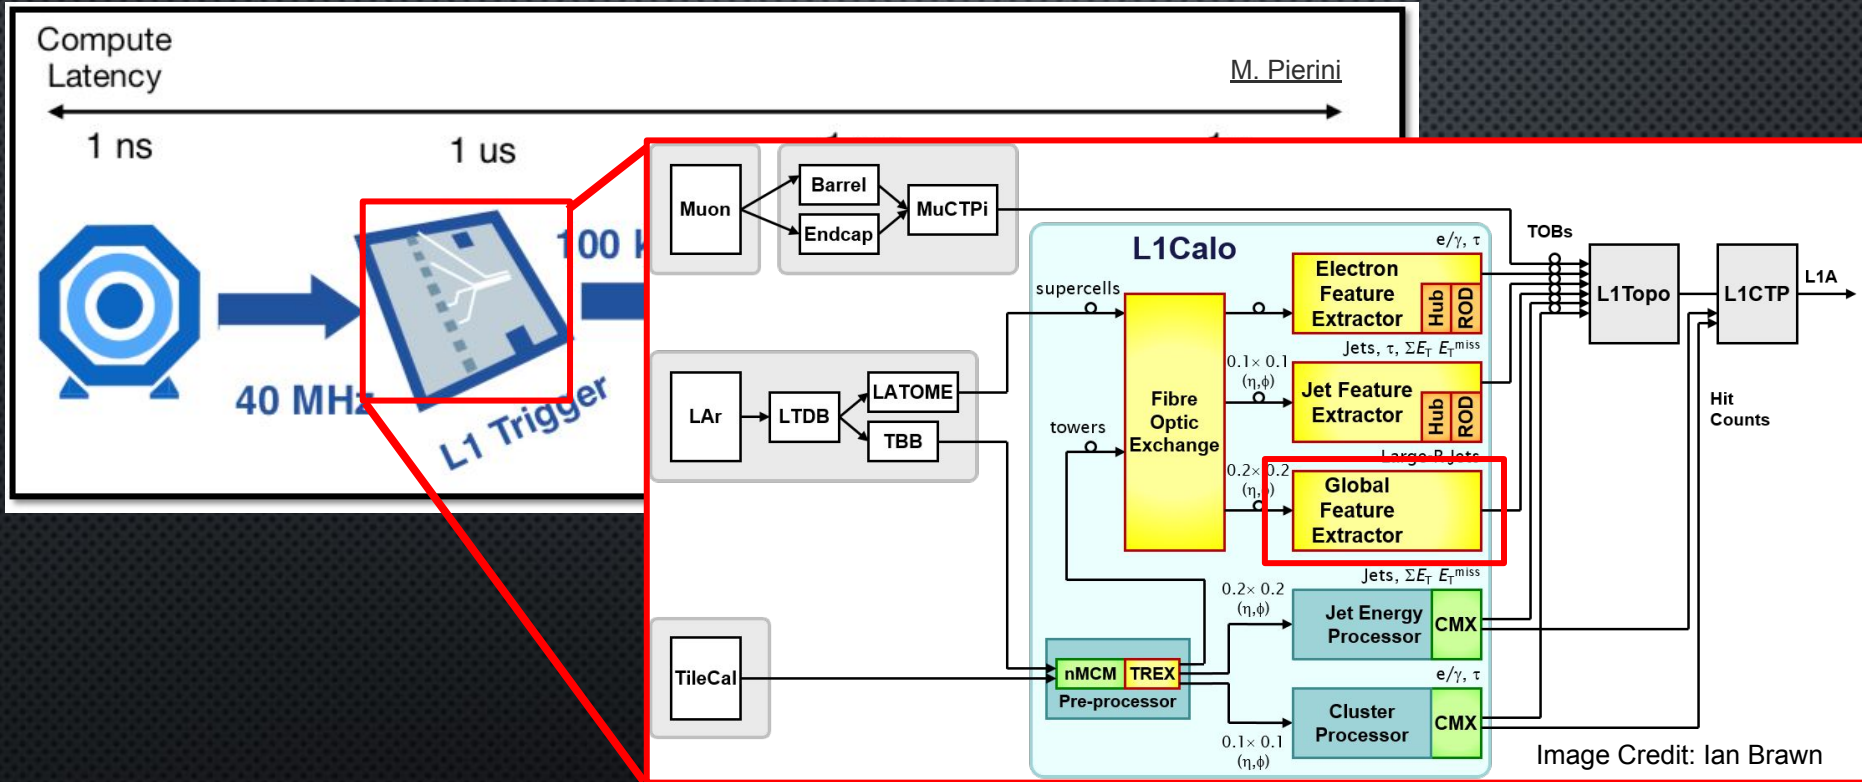 Compute
Latency
M. Pierini
1 ns
1 us
40 MHz
L1 Trigger
100
Muon
Barrel
Endcap
MuCTPi
LAr
LTDB
LATOME
TBB
TileCal
L1Calo
supercells
towers
Fibre
Optic
Exchange
e/γ, τ
Electron
Feature
Extractor
Hub
ROD
Jets, τ, ΣE_T E_T^miss
0.1× 0.1
(η,ϕ)
Jet Feature
Extractor
Hub
ROD
Large-R Jets
0.2× 0.2
(η,ϕ)
Global
Feature
Extractor
Jets, ΣE_T E_T^miss
0.2× 0.2
(η,ϕ)
Jet Energy
Processor
CMX
e/γ, τ
nMCM
TREX
Pre-processor
Cluster
Processor
CMX
0.1× 0.1
(η,ϕ)
TOBs
L1Topo
L1CTP
L1A
Hit
Counts
Image Credit: Ian Brawn